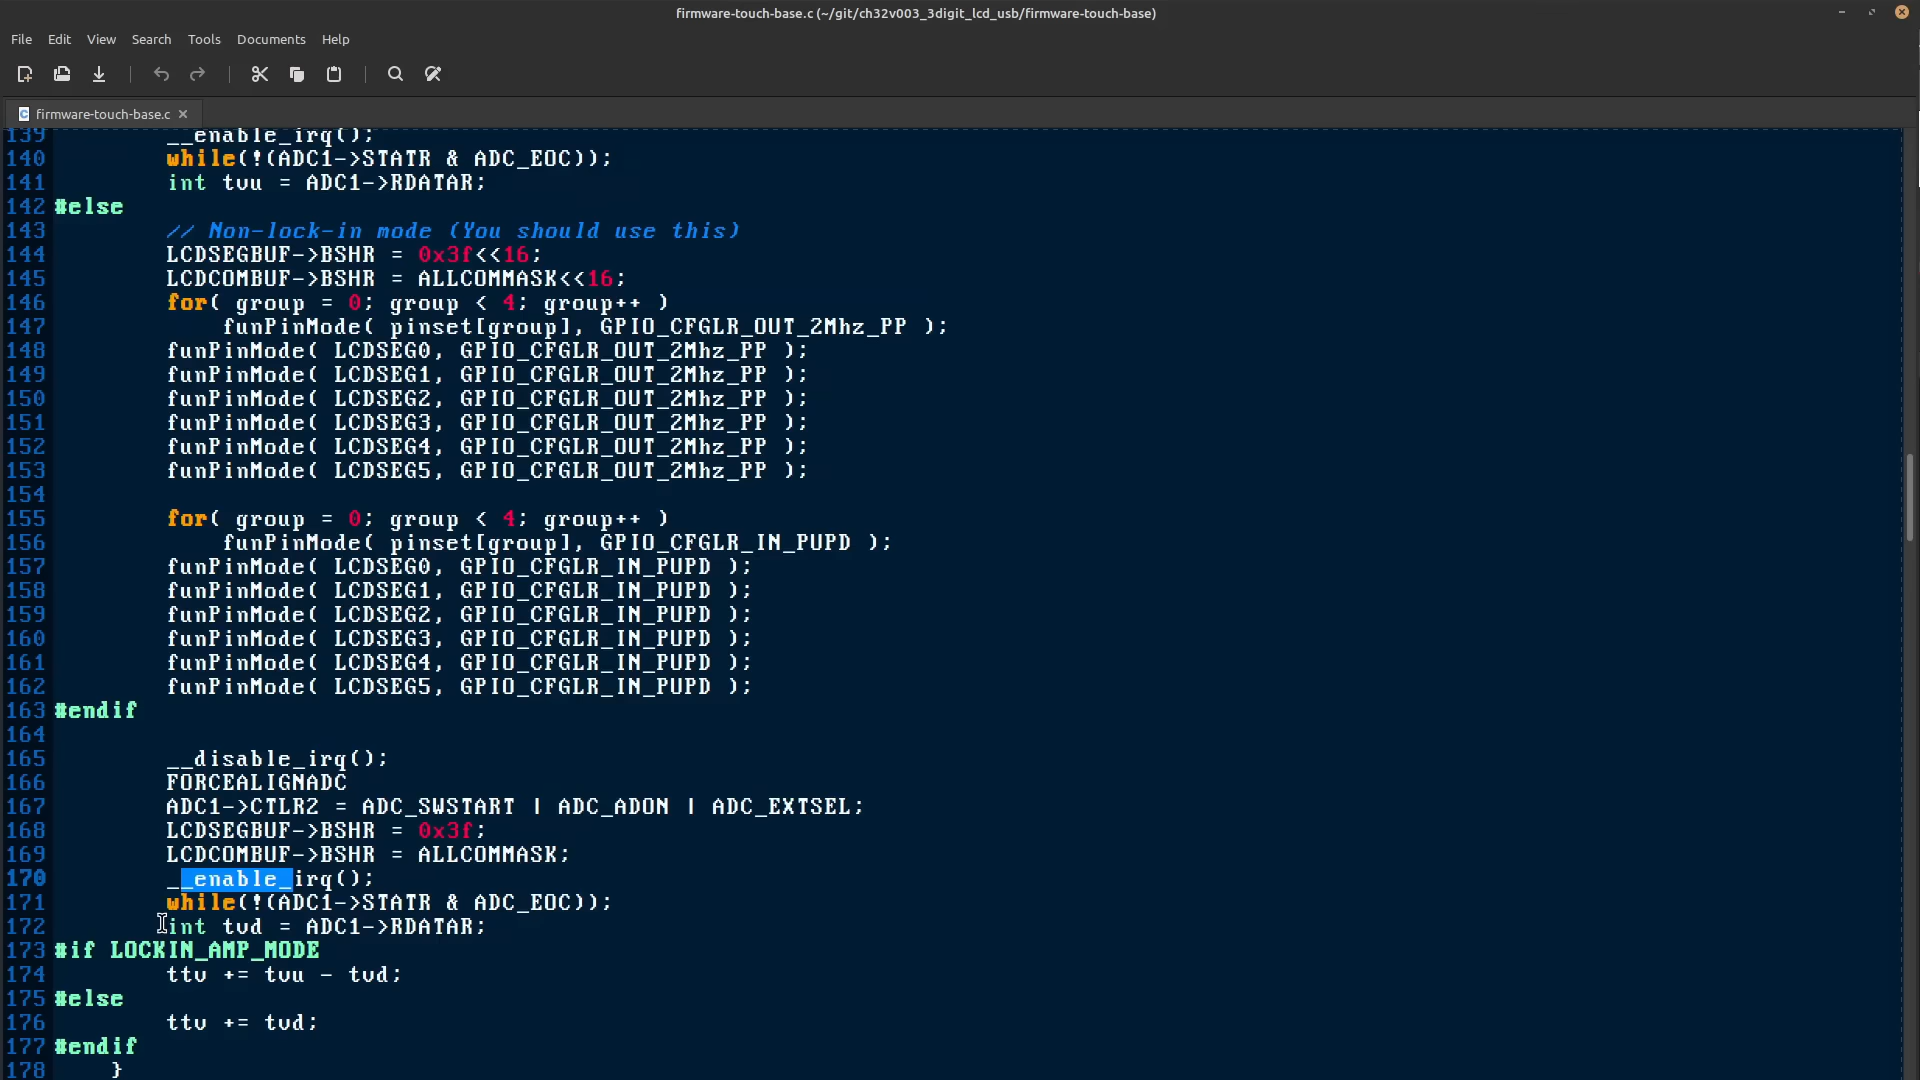 firmware-touch-base.c (~/git/ch32v003_3digit_lcd_usb/firmware-touch-base)
File Edit View Search Tools Documents Help
firmware-touch-base.c
139 __enable_irq();
140 while(!(ADC1->STATR & ADC_EOC));
141 int tvu = ADC1->RDATAR;
142 #else
143 // Non-lock-in mode (You should use this)
144 LCDSEGBUF->BSHR = 0x3f<<16;
145 LCDCOMBUF->BSHR = ALLCOMMASK<<16;
146 for( group = 0; group < 4; group++ )
147 funPinMode( pinset[group], GPIO_CFGLR_OUT_2Mhz_PP );
148 funPinMode( LCDSEG0, GPIO_CFGLR_OUT_2Mhz_PP );
149 funPinMode( LCDSEG1, GPIO_CFGLR_OUT_2Mhz_PP );
150 funPinMode( LCDSEG2, GPIO_CFGLR_OUT_2Mhz_PP );
151 funPinMode( LCDSEG3, GPIO_CFGLR_OUT_2Mhz_PP );
152 funPinMode( LCDSEG4, GPIO_CFGLR_OUT_2Mhz_PP );
153 funPinMode( LCDSEG5, GPIO_CFGLR_OUT_2Mhz_PP );
154
155 for( group = 0; group < 4; group++ )
156 funPinMode( pinset[group], GPIO_CFGLR_IN_PUPD );
157 funPinMode( LCDSEG0, GPIO_CFGLR_IN_PUPD );
158 funPinMode( LCDSEG1, GPIO_CFGLR_IN_PUPD );
159 funPinMode( LCDSEG2, GPIO_CFGLR_IN_PUPD );
160 funPinMode( LCDSEG3, GPIO_CFGLR_IN_PUPD );
161 funPinMode( LCDSEG4, GPIO_CFGLR_IN_PUPD );
162 funPinMode( LCDSEG5, GPIO_CFGLR_IN_PUPD );
163 #endif
164
165 __disable_irq();
166 FORCEALIGNADC
167 ADC1->CTLR2 = ADC_SWSTART | ADC_ADON | ADC_EXTSEL;
168 LCDSEGBUF->BSHR = 0x3f;
169 LCDCOMBUF->BSHR = ALLCOMMASK;
170 __enable_irq();
171 while(!(ADC1->STATR & ADC_EOC));
172 int tvd = ADC1->RDATAR;
173 #if LOCKIN_AMP_MODE
174 ttv += tvu - tvd;
175 #else
176 ttv += tvd;
177 #endif
178 }